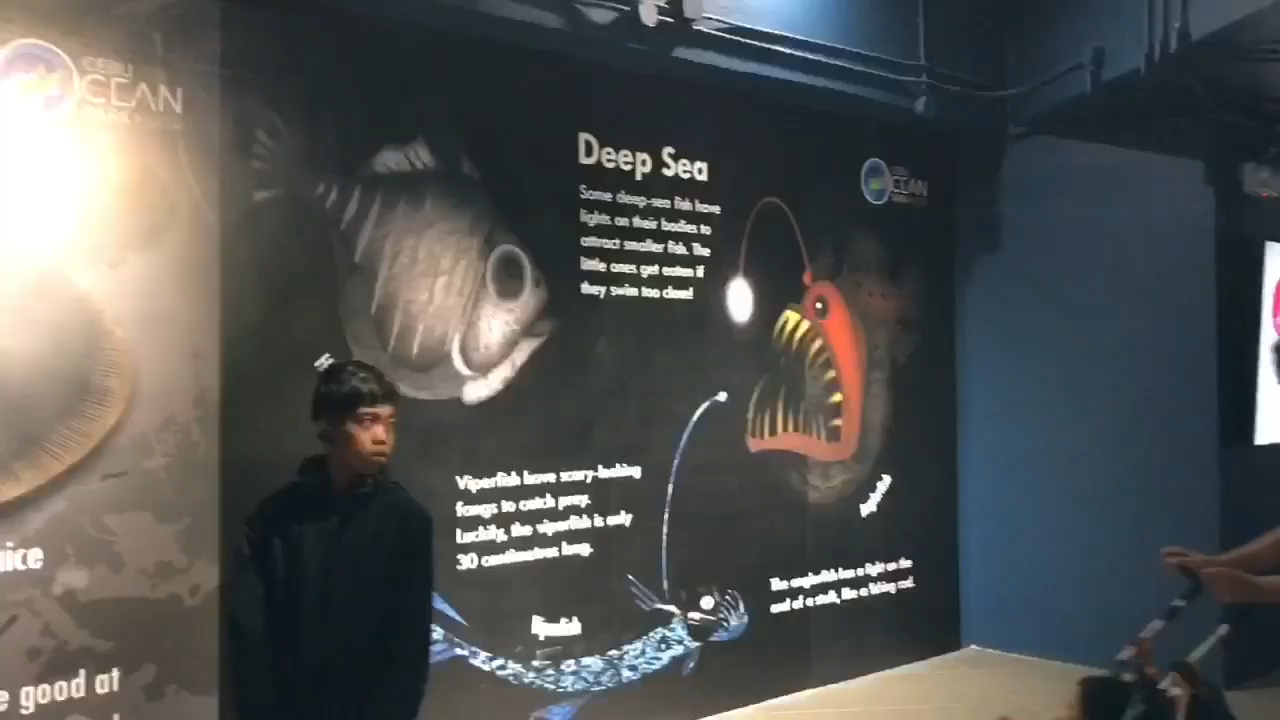 CEBU
OCEAN
Deep Sea
Some deep-sea fish have
lights on their bodies to
attract smaller fish. The
little ones get eaten if
they swim too close!
OCEAN
Viperfish have scary-looking
fangs to catch prey.
Luckily, the viperfish is only
30 centimetres long.
The anglerfish has a light on the
end of a stalk, like a fishing rod.
good at